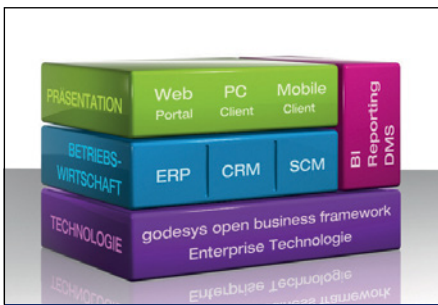 PRÄSENTATION
Web
Portal
PC
Client
Mobile
Client
BI
Reporting
DMS
BETRIEBS-
WIRTSCHAFT
ERP
CRM
SCM
TECHNOLOGIE
godesys open business framework
Enterprise Technologie